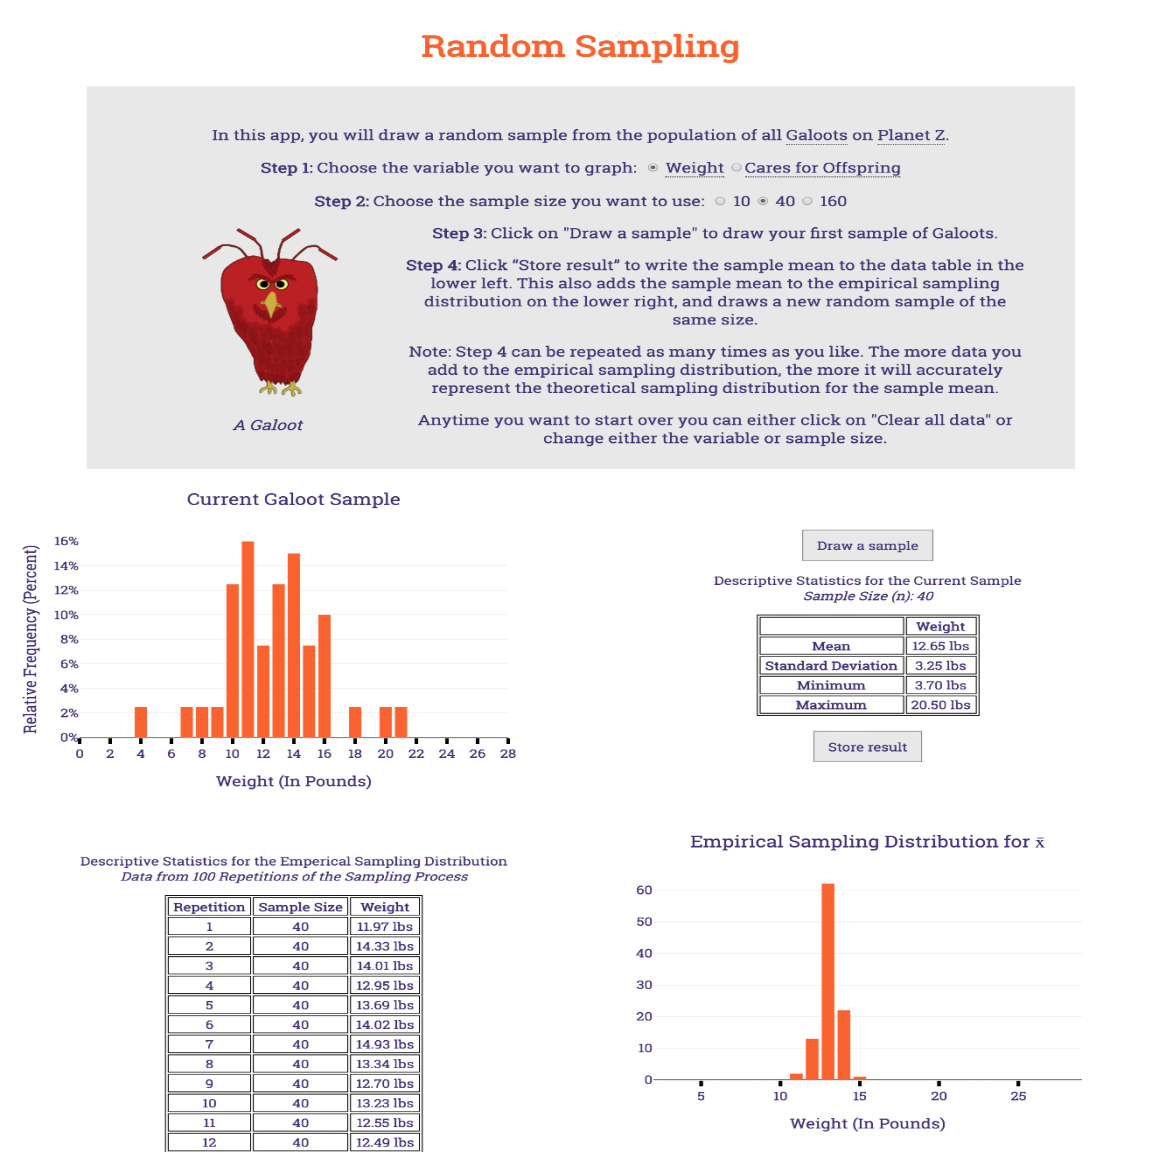 Random Sampling
In this app, you will draw a random sample from the population of all Galoots on Planet Z.
Step 1: Choose the variable you want to graph: Weight Cares for Offspring
Step 2: Choose the sample size you want to use: 10 40 160
Step 3: Click on "Draw a sample" to draw your first sample of Galoots.
Step 4: Click “Store result” to write the sample mean to the data table in the
lower left. This also adds the sample mean to the empirical sampling
distribution on the lower right, and draws a new random sample of the
same size.
Note: Step 4 can be repeated as many times as you like. The more data you
add to the empirical sampling distribution, the more it will accurately
represent the theoretical sampling distribution for the sample mean.
Anytime you want to start over you can either click on "Clear all data" or
change either the variable or sample size.
A Galoot
Current Galoot Sample
Relative Frequency (Percent)
16%
14%
12%
10%
8%
6%
4%
2%
0%
0 2 4 6 8 10 12 14 16 18 20 22 24 26 28
Weight (In Pounds)
Draw a sample
Descriptive Statistics for the Current Sample
Sample Size (n): 40
Weight
Mean 12.65 lbs
Standard Deviation 3.25 lbs
Minimum 3.70 lbs
Maximum 20.50 lbs
Store result
Descriptive Statistics for the Emperical Sampling Distribution
Data from 100 Repetitions of the Sampling Process
Repetition Sample Size Weight
1 40 11.97 lbs
2 40 14.33 lbs
3 40 14.01 lbs
4 40 12.95 lbs
5 40 13.69 lbs
6 40 14.02 lbs
7 40 14.93 lbs
8 40 13.34 lbs
9 40 12.70 lbs
10 40 13.23 lbs
11 40 12.55 lbs
12 40 12.49 lbs
Empirical Sampling Distribution for x̄
60
50
40
30
20
10
0
5 10 15 20 25
Weight (In Pounds)